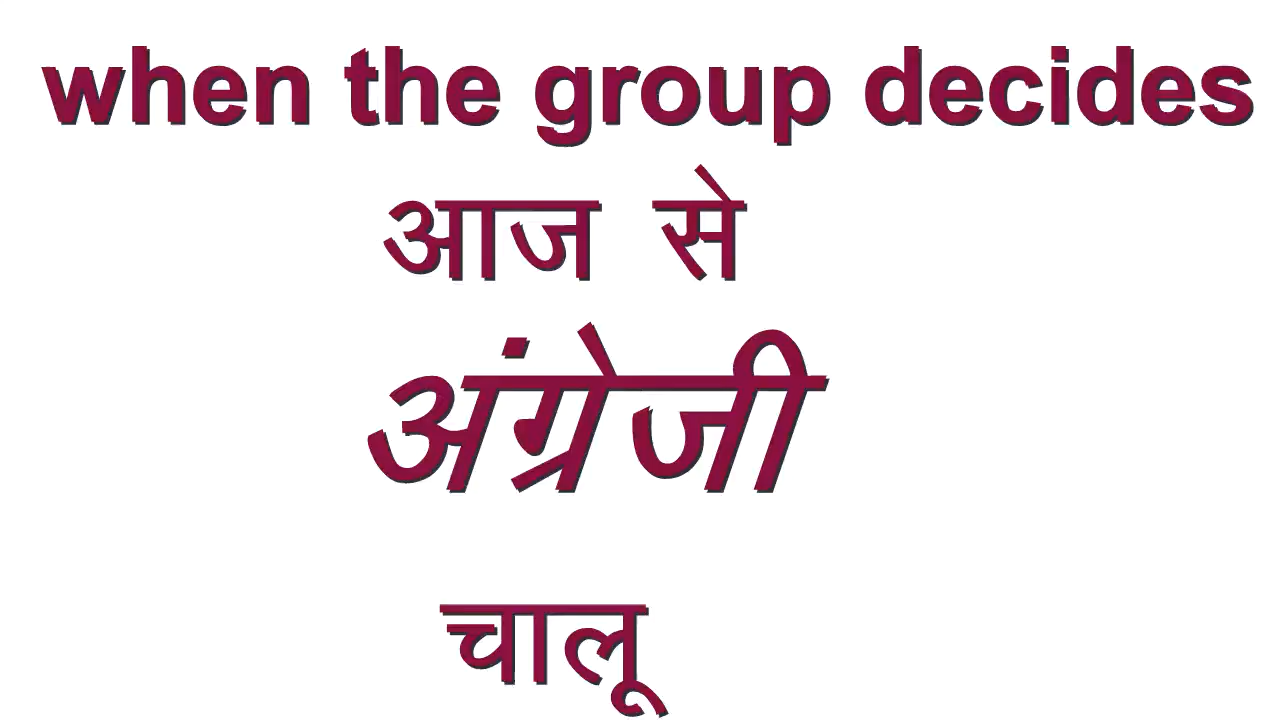 when the group decides
आज से
अंग्रेजी
चालू